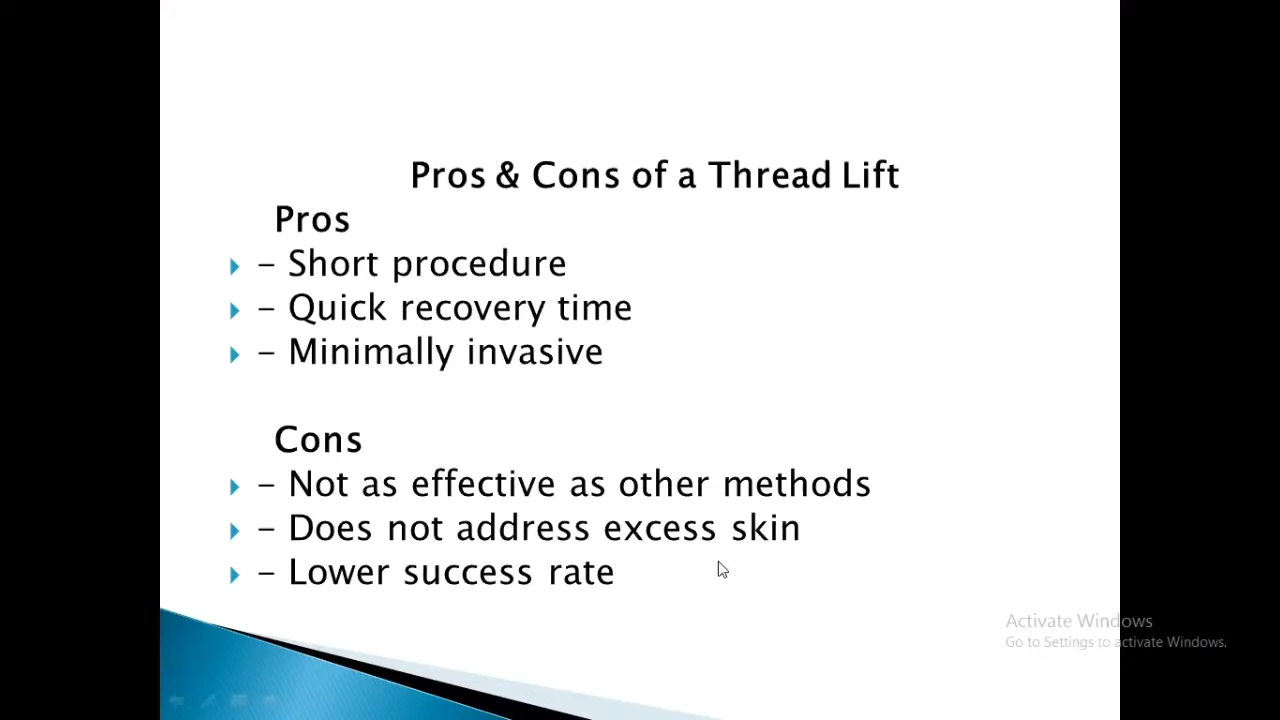 Pros & Cons of a Thread Lift
Pros
– Short procedure
– Quick recovery time
– Minimally invasive
Cons
– Not as effective as other methods
– Does not address excess skin
– Lower success rate
Activate Windows
Go to Settings to activate Windows.